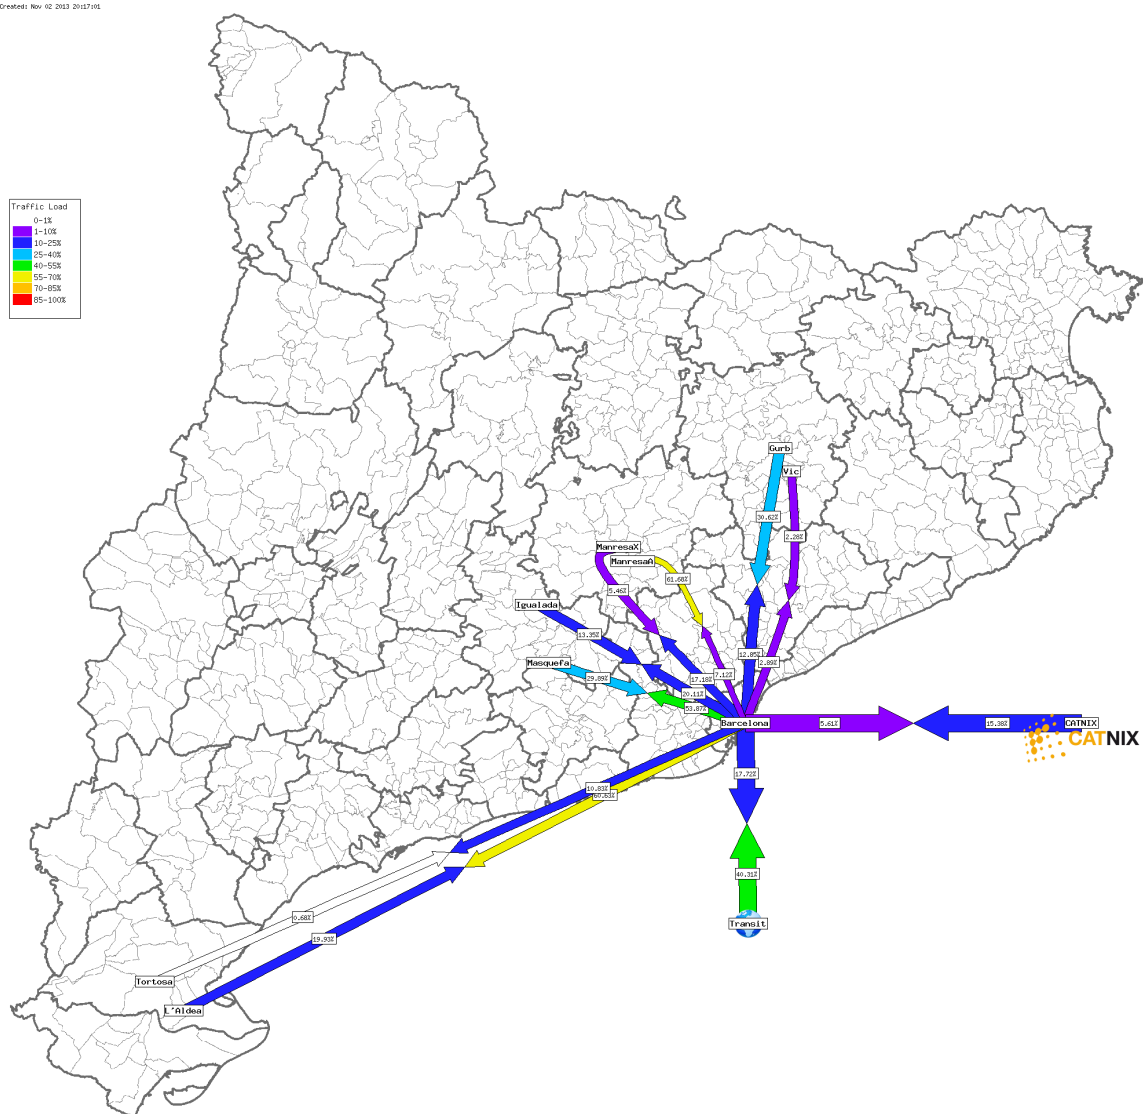 Created: Nov 02 2013 20:17:01
Traffic Load
0-1%
1-10%
10-25%
25-40%
40-55%
55-70%
70-85%
85-100%
Gurb
Vic
30.62%
2.28%
ManresaX
ManresaA
61.68%
5.46%
Igualada
13.35%
12.85%
2.89%
Masquefa
29.89%
7.12%
17.18%
20.11%
53.87%
Barcelona
5.61%
15.38%
CATNIX
CATNIX
17.72%
10.83%
60.63%
40.31%
0.68%
Transit
19.93%
Tortosa
L'Aldea